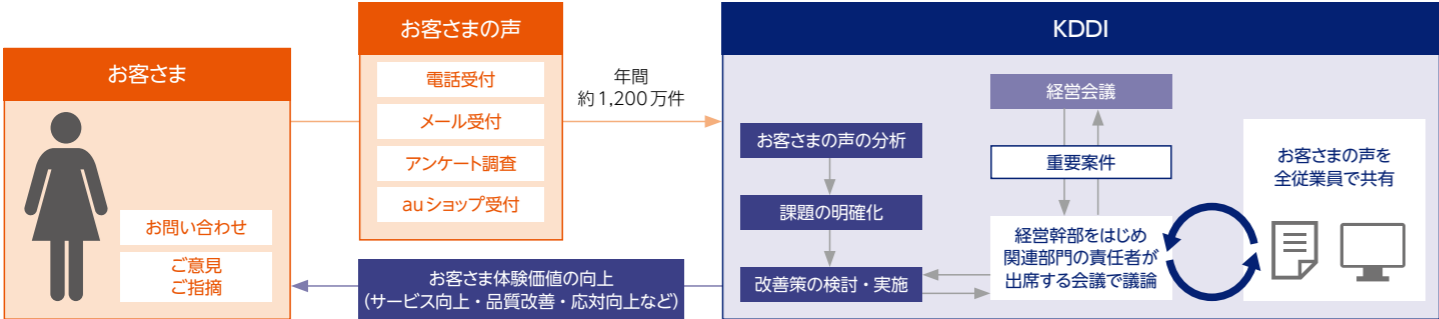 お客さま
お問い合わせ
ご意見
ご指摘
お客さまの声
電話受付
メール受付
アンケート調査
auショップ受付
年間
約1,200万件
KDDI
お客さまの声の分析
課題の明確化
改善策の検討・実施
経営会議
重要案件
経営幹部をはじめ
関連部門の責任者が
出席する会議で議論
お客さまの声を
全従業員で共有
お客さま体験価値の向上
(サービス向上・品質改善・応対向上など)